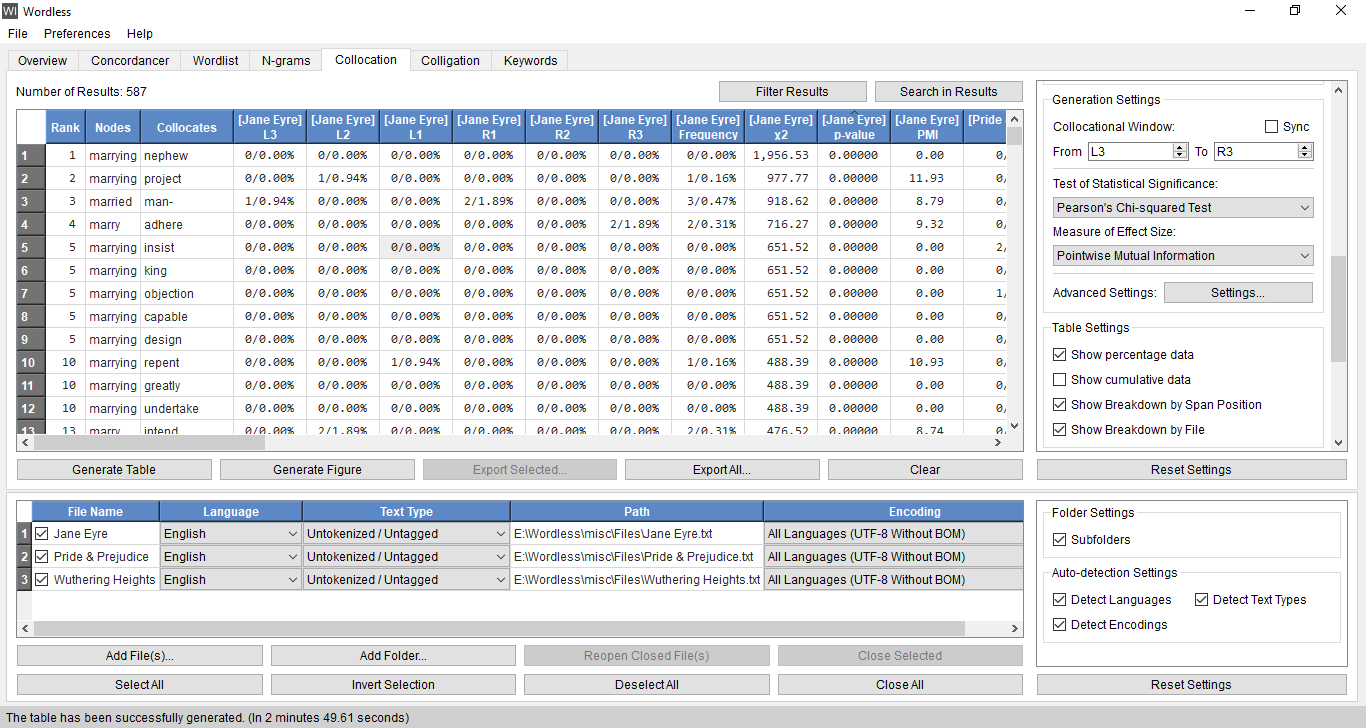 WI Wordless
File Preferences Help
Overview Concordancer Wordlist N-grams Collocation Colligation Keywords
Number of Results: 587 Filter Results Search in Results
Rank Nodes Collocates [Jane Eyre] L3 [Jane Eyre] L2 [Jane Eyre] L1 [Jane Eyre] R1 [Jane Eyre] R2 [Jane Eyre] R3 [Jane Eyre] Frequency [Jane Eyre] χ2 [Jane Eyre] p-value [Jane Eyre] PMI [Pride
1 1 marrying nephew 0/0.00% 0/0.00% 0/0.00% 0/0.00% 0/0.00% 0/0.00% 0/0.00% 1,956.53 0.00000 0.00 0/
2 2 marrying project 0/0.00% 1/0.94% 0/0.00% 0/0.00% 0/0.00% 0/0.00% 1/0.16% 977.77 0.00000 11.93 0/
3 3 married man- 1/0.94% 0/0.00% 0/0.00% 2/1.89% 0/0.00% 0/0.00% 3/0.47% 918.62 0.00000 8.79 0/
4 4 marry adhere 0/0.00% 0/0.00% 0/0.00% 0/0.00% 0/0.00% 2/1.89% 2/0.31% 716.27 0.00000 9.32 0/
5 5 marrying insist 0/0.00% 0/0.00% 0/0.00% 0/0.00% 0/0.00% 0/0.00% 0/0.00% 651.52 0.00000 0.00 2/
6 5 marrying king 0/0.00% 0/0.00% 0/0.00% 0/0.00% 0/0.00% 0/0.00% 0/0.00% 651.52 0.00000 0.00 0/
7 5 marrying objection 0/0.00% 0/0.00% 0/0.00% 0/0.00% 0/0.00% 0/0.00% 0/0.00% 651.52 0.00000 0.00 1/
8 5 marrying capable 0/0.00% 0/0.00% 0/0.00% 0/0.00% 0/0.00% 0/0.00% 0/0.00% 651.52 0.00000 0.00 0/
9 5 marrying design 0/0.00% 0/0.00% 0/0.00% 0/0.00% 0/0.00% 0/0.00% 0/0.00% 651.52 0.00000 0.00 0/
10 10 marrying repent 0/0.00% 0/0.00% 1/0.94% 0/0.00% 0/0.00% 0/0.00% 1/0.16% 488.39 0.00000 10.93 0/
11 10 marrying greatly 0/0.00% 0/0.00% 0/0.00% 0/0.00% 0/0.00% 0/0.00% 0/0.00% 488.39 0.00000 0.00 0/
12 10 marrying undertake 0/0.00% 0/0.00% 0/0.00% 0/0.00% 0/0.00% 0/0.00% 0/0.00% 488.39 0.00000 0.00 0/
13 13 marry intend 0/0.00% 2/1.89% 0/0.00% 0/0.00% 0/0.00% 0/0.00% 2/0.31% 476.52 0.00000 8.74 0/
Generate Table Generate Figure Export Selected... Export All... Clear
Generation Settings
Collocational Window: Sync
From L3 To R3
Test of Statistical Significance:
Pearson's Chi-squared Test
Measure of Effect Size:
Pointwise Mutual Information
Advanced Settings: Settings...
Table Settings
Show percentage data
Show cumulative data
Show Breakdown by Span Position
Show Breakdown by File
Reset Settings
File Name Language Text Type Path Encoding
1 Jane Eyre English Untokenized / Untagged E:\Wordless\misc\Files\Jane Eyre.txt All Languages (UTF-8 Without BOM)
2 Pride & Prejudice English Untokenized / Untagged E:\Wordless\misc\Files\Pride & Prejudice.txt All Languages (UTF-8 Without BOM)
3 Wuthering Heights English Untokenized / Untagged E:\Wordless\misc\Files\Wuthering Heights.txt All Languages (UTF-8 Without BOM)
Add File(s)... Add Folder... Reopen Closed File(s) Close Selected
Select All Invert Selection Deselect All Close All
Folder Settings
Subfolders
Auto-detection Settings
Detect Languages Detect Text Types
Detect Encodings
Reset Settings
The table has been successfully generated. (In 2 minutes 49.61 seconds)